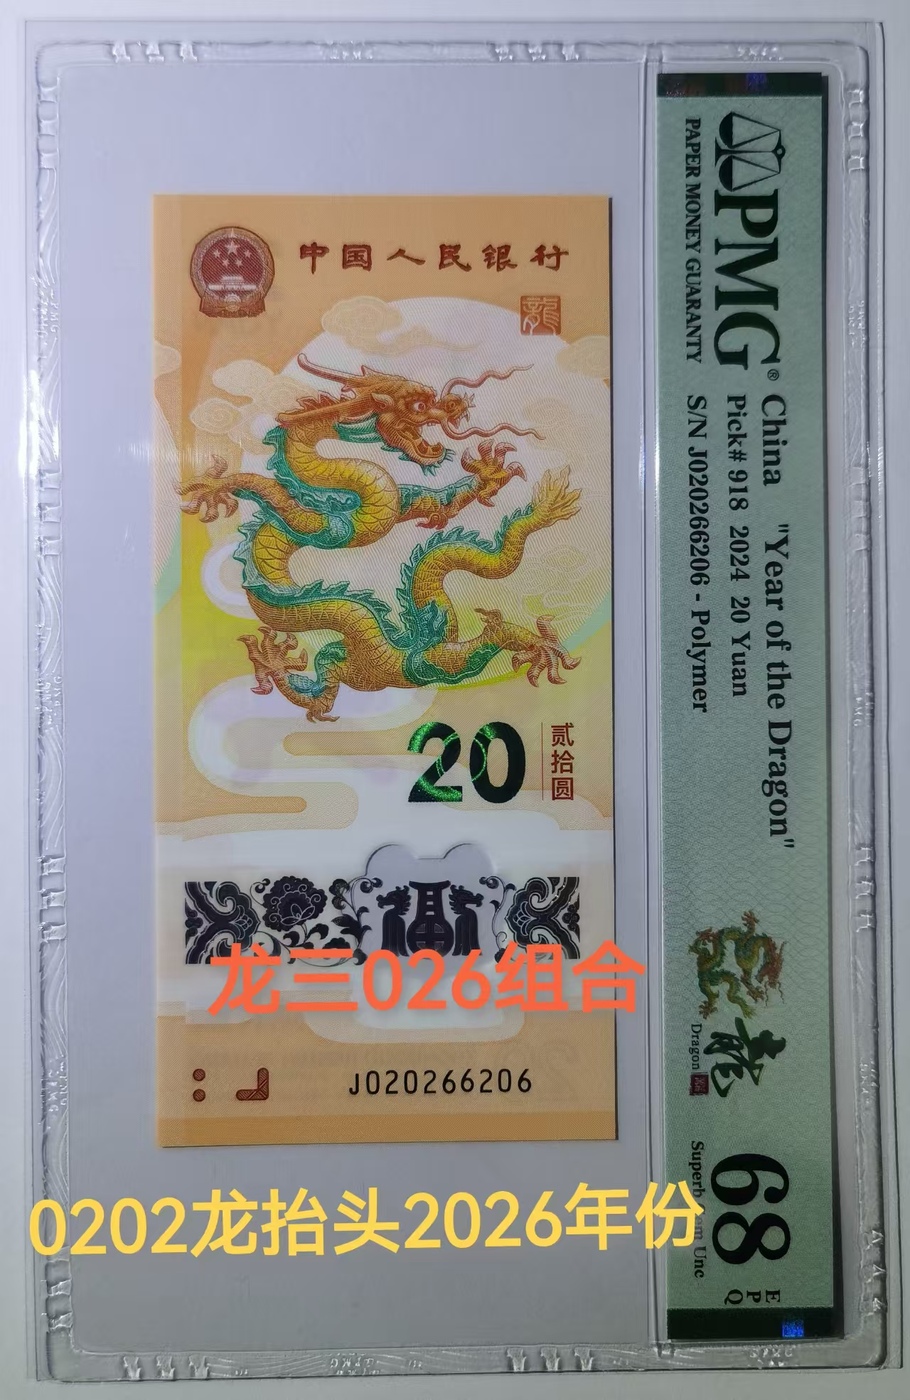 中国人民银行
龍
20
贰拾圆
福
龙三026组合
J020266206
0202龙抬头2026年份
PMG®
PAPER MONEY GUARANTY
China "Year of the Dragon"
Pick# 918 2024 20 Yuan
S/N J020266206 - Polymer
龍
Dragon
68
EPQ
Superb Gem Unc